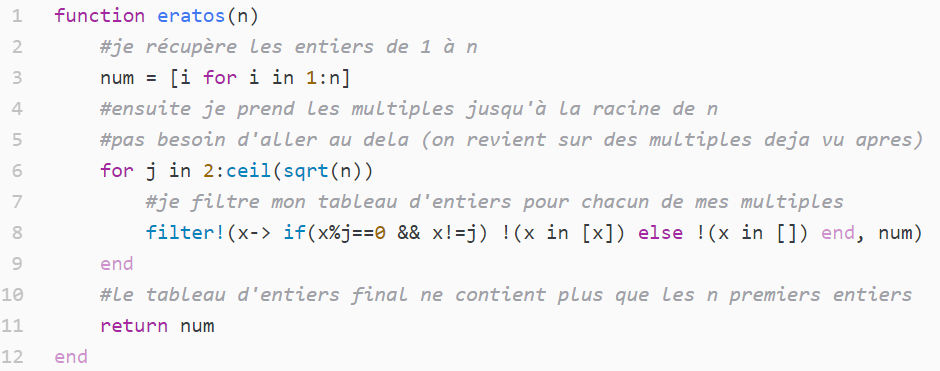 1 function eratos(n)
2 #je récupère les entiers de 1 à n
3 num = [i for i in 1:n]
4 #ensuite je prend les multiples jusqu'à la racine de n
5 #pas besoin d'aller au dela (on revient sur des multiples deja vu apres)
6 for j in 2:ceil(sqrt(n))
7 #je filtre mon tableau d'entiers pour chacun de mes multiples
8 filter!(x-> if(x%j==0 && x!=j) !(x in [x]) else !(x in []) end, num)
9 end
10 #le tableau d'entiers final ne contient plus que les n premiers entiers
11 return num
12 end